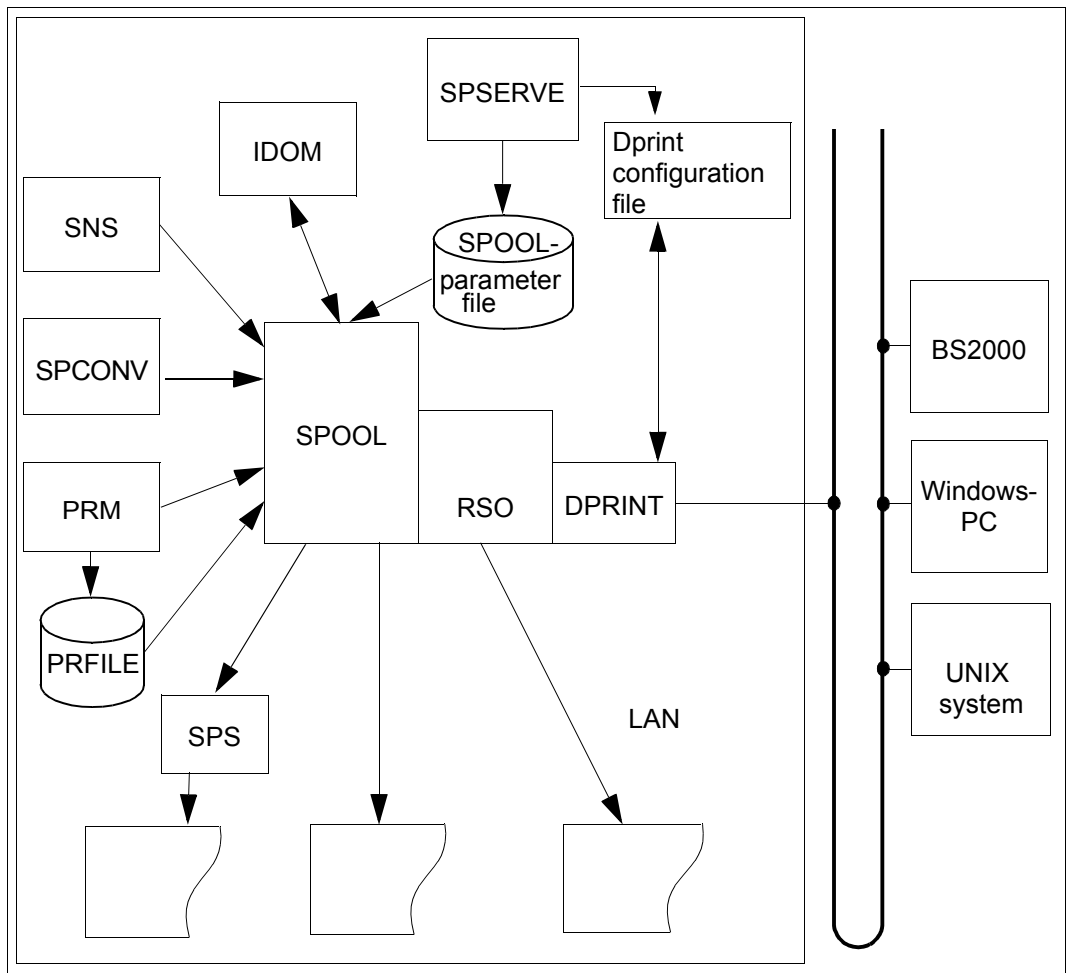 SPSERVE
IDOM
Dprint
configuration
file
SNS
SPOOL-
parameter
file
BS2000
SPCONV
SPOOL
Windows-
PC
PRM
RSO
DPRINT
PRFILE
UNIX
system
SPS
LAN